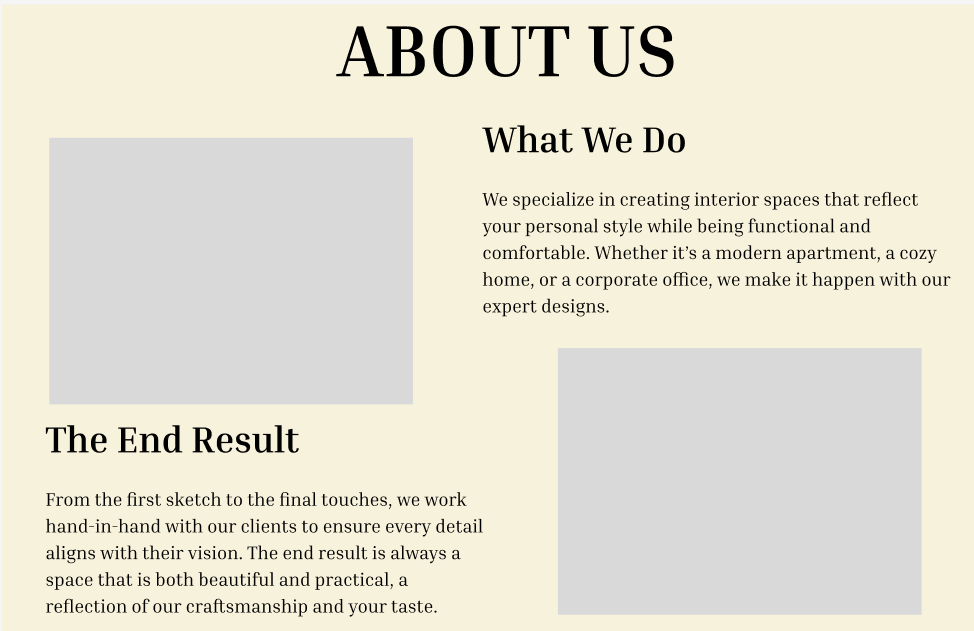 ABOUT US
What We Do
We specialize in creating interior spaces that reflect
your personal style while being functional and
comfortable. Whether it’s a modern apartment, a cozy
home, or a corporate office, we make it happen with our
expert designs.
The End Result
From the first sketch to the final touches, we work
hand-in-hand with our clients to ensure every detail
aligns with their vision. The end result is always a
space that is both beautiful and practical, a
reflection of our craftsmanship and your taste.